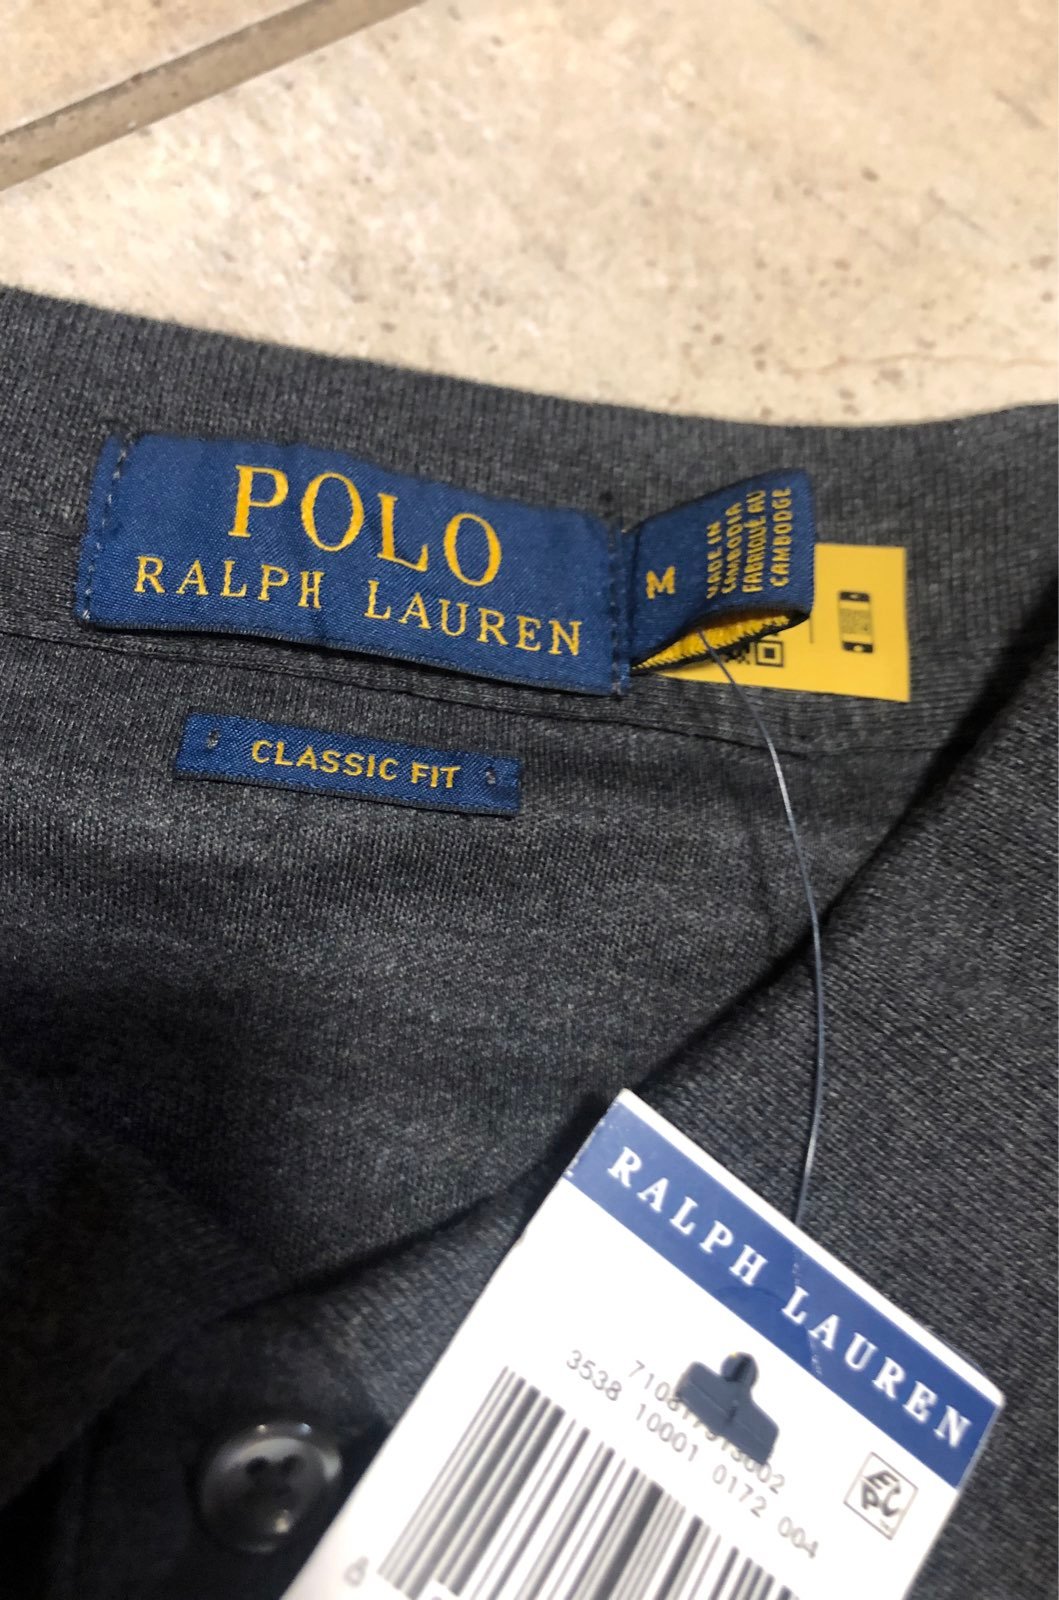 POLO
RALPH LAUREN
M
MADE IN
CAMBODIA
FABRIQUÉ AU
CAMBODGE
CLASSIC FIT
RALPH LAUREN
3538 10001 0172 004